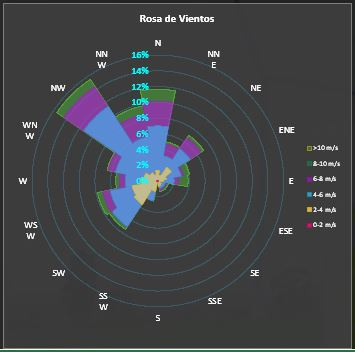 Rosa de Vientos
N
NN
E
NE
ENE
E
ESE
SE
SSE
S
SS
W
SW
WS
W
W
WN
W
NW
NN
W
16%
14%
12%
10%
8%
6%
4%
2%
0%
>10 m/s
8-10 m/s
6-8 m/s
4-6 m/s
2-4 m/s
0-2 m/s